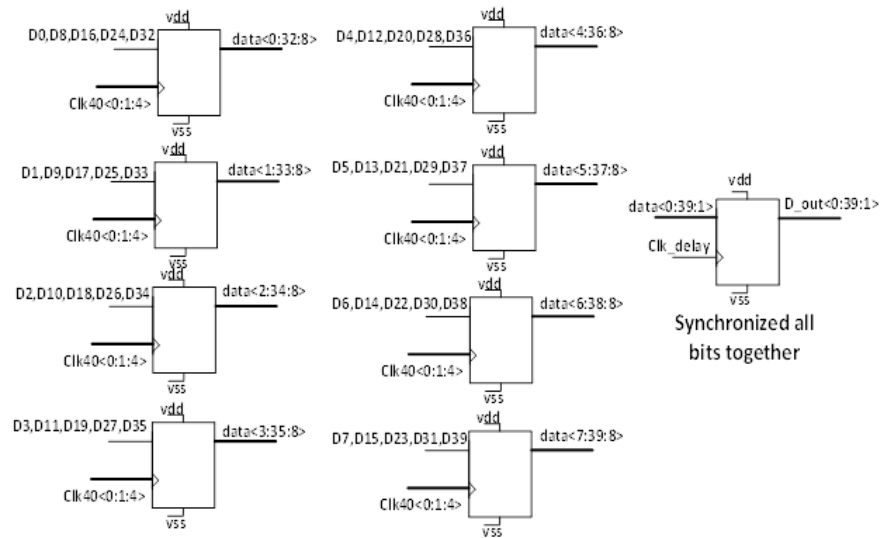 vdd
D0,D8,D16,D24,D32
data<0:32:8>
Clk40<0:1:4>
vss
vdd
D1,D9,D17,D25,D33
data<1:33:8>
Clk40<0:1:4>
vss
vdd
D2,D10,D18,D26,D34
data<2:34:8>
Clk40<0:1:4>
vss
vdd
D3,D11,D19,D27,D35
data<3:35:8>
Clk40<0:1:4>
vss
vdd
D4,D12,D20,D28,D36
data<4:36:8>
Clk40<0:1:4>
vss
vdd
D5,D13,D21,D29,D37
data<5:37:8>
Clk40<0:1:4>
vss
vdd
D6,D14,D22,D30,D38
data<6:38:8>
Clk40<0:1:4>
vss
vdd
D7,D15,D23,D31,D39
data<7:39:8>
Clk40<0:1:4>
vss
vdd
data<0:39:1>
D_out<0:39:1>
Clk_delay
vss
Synchronized all
bits together